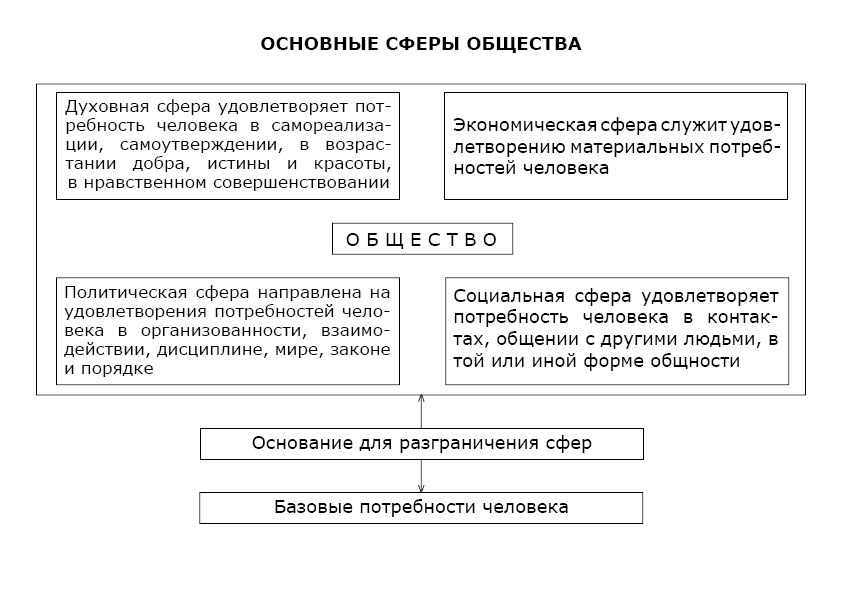 ОСНОВНЫЕ СФЕРЫ ОБЩЕСТВА
Духовная сфера удовлетворяет пот-
ребность человека в самореализа-
ции, самоутверждении, в возрас-
тании добра, истины и красоты,
в нравственном совершенствовании
Экономическая сфера служит удов-
летворению материальных потреб-
ностей человека
ОБЩЕСТВО
Политическая сфера направлена на
удовлетворения потребностей чело-
века в организованности, взаимо-
действии, дисциплине, мире, законе
и порядке
Социальная сфера удовлетворяет
потребность человека в контак-
тах, общении с другими людьми, в
той или иной форме общности
Основание для разграничения сфер
Базовые потребности человека